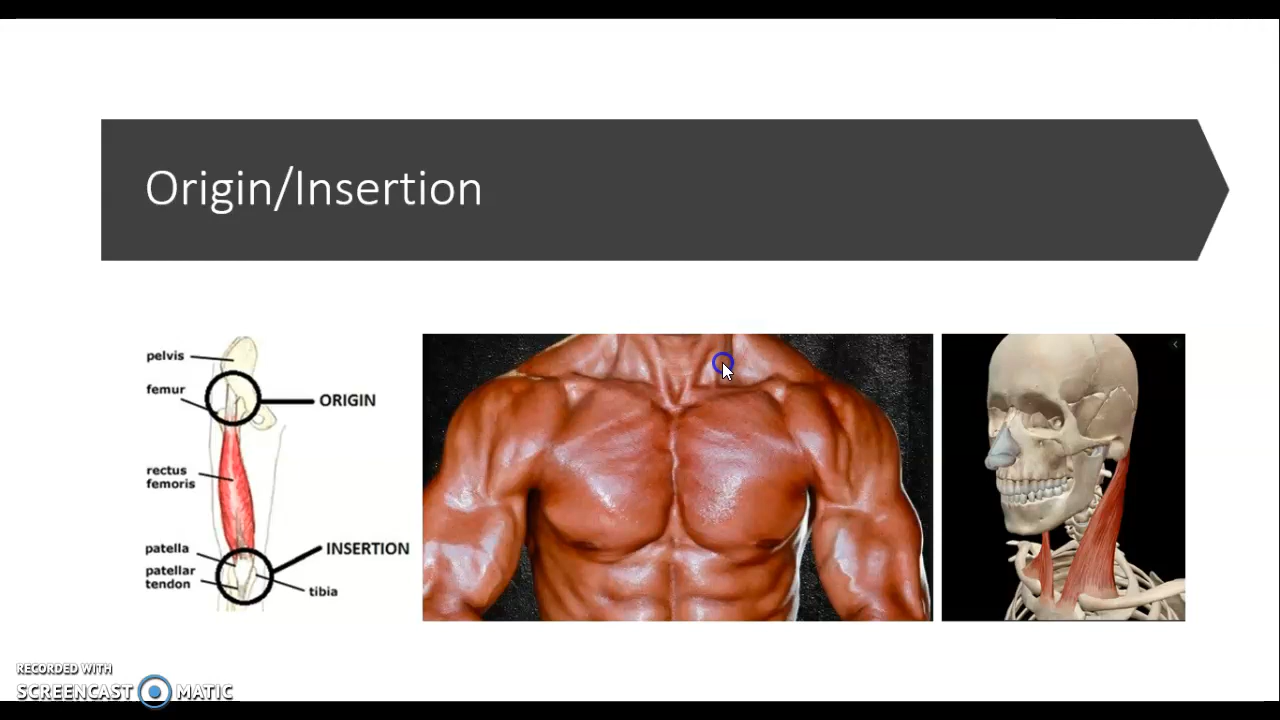 Origin/Insertion
pelvis
femur
ORIGIN
rectus
femoris
patella
INSERTION
patellar
tendon
tibia
RECORDED WITH
SCREENCAST MATIC